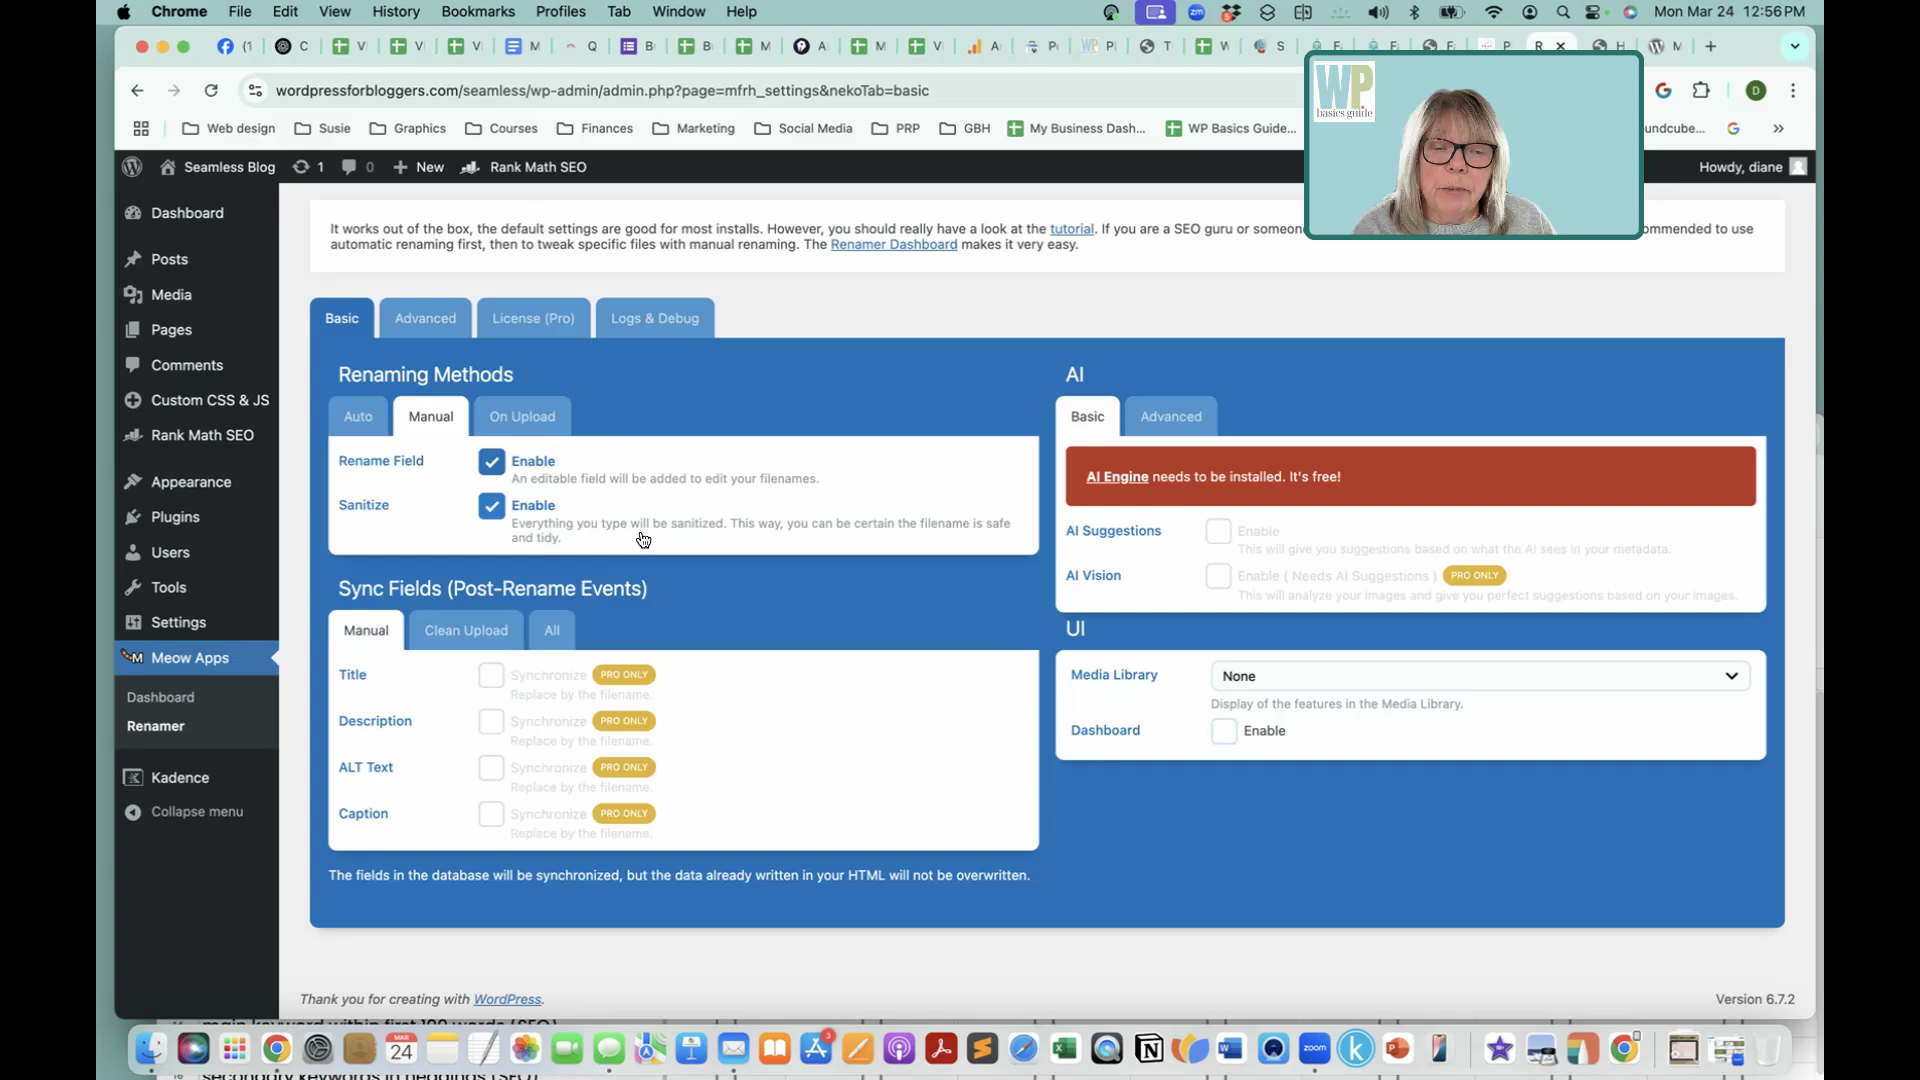 Chrome File Edit View History Bookmarks Profiles Tab Window Help
Mon Mar 24 12:56 PM
wordpressforbloggers.com/seamless/wp-admin/admin.php?page=mfrh_settings&nekoTab=basic
D
Web design Susie Graphics Courses Finances Marketing Social Media PRP GBH My Business Dash... WP Basics Guide... undcube...
WP
basics guide
Seamless Blog 1 0 New Rank Math SEO
Howdy, diane
Dashboard
Posts
Media
Pages
Comments
Custom CSS & JS
Rank Math SEO
Appearance
Plugins
Users
Tools
Settings
Meow Apps
Dashboard
Renamer
Kadence
Collapse menu
It works out of the box, the default settings are good for most installs. However, you should really have a look at the tutorial. If you are a SEO guru or someon ommended to use
automatic renaming first, then to tweak specific files with manual renaming. The Renamer Dashboard makes it very easy.
Basic Advanced License (Pro) Logs & Debug
Renaming Methods
Auto Manual On Upload
Rename Field Enable
An editable field will be added to edit your filenames.
Sanitize Enable
Everything you type will be sanitized. This way, you can be certain the filename is safe
and tidy.
Sync Fields (Post-Rename Events)
Manual Clean Upload All
Title Synchronize PRO ONLY
Replace by the filename.
Description Synchronize PRO ONLY
Replace by the filename.
ALT Text Synchronize PRO ONLY
Replace by the filename.
Caption Synchronize PRO ONLY
Replace by the filename.
The fields in the database will be synchronized, but the data already written in your HTML will not be overwritten.
AI
Basic Advanced
AI Engine needs to be installed. It's free!
AI Suggestions Enable
This will give you suggestions based on what the AI sees in your metadata.
AI Vision Enable ( Needs AI Suggestions ) PRO ONLY
This will analyze your images and give you perfect suggestions based on your images.
UI
Media Library None
Display of the features in the Media Library.
Dashboard Enable
Thank you for creating with WordPress.
Version 6.7.2
MAR
24
3
zoom